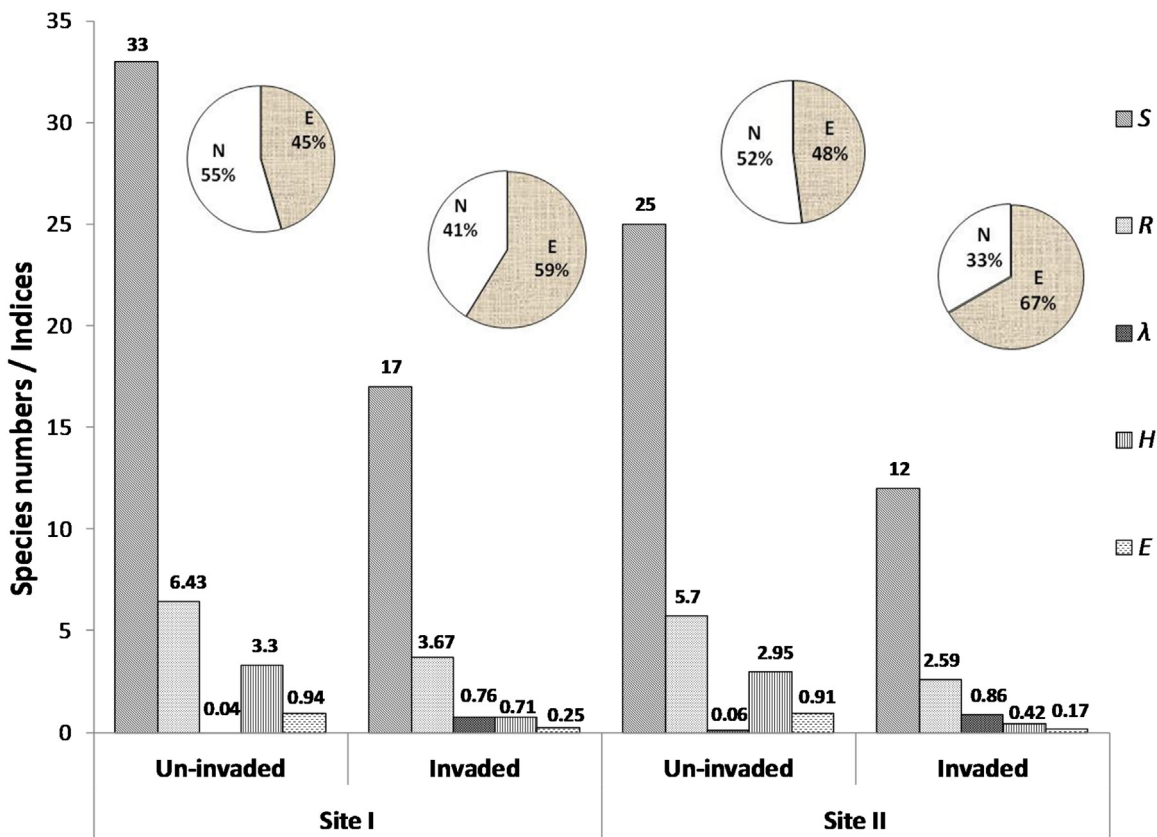 Species numbers / Indices
35
30
25
20
15
10
5
0
33
6.43
0.04
3.3
0.94
N
55%
E
45%
17
3.67
0.76
0.71
0.25
N
41%
E
59%
25
5.7
0.06
2.95
0.91
N
52%
E
48%
12
2.59
0.86
0.42
0.17
N
33%
E
67%
S
R
λ
H
E
Un-invaded
Invaded
Un-invaded
Invaded
Site I
Site II